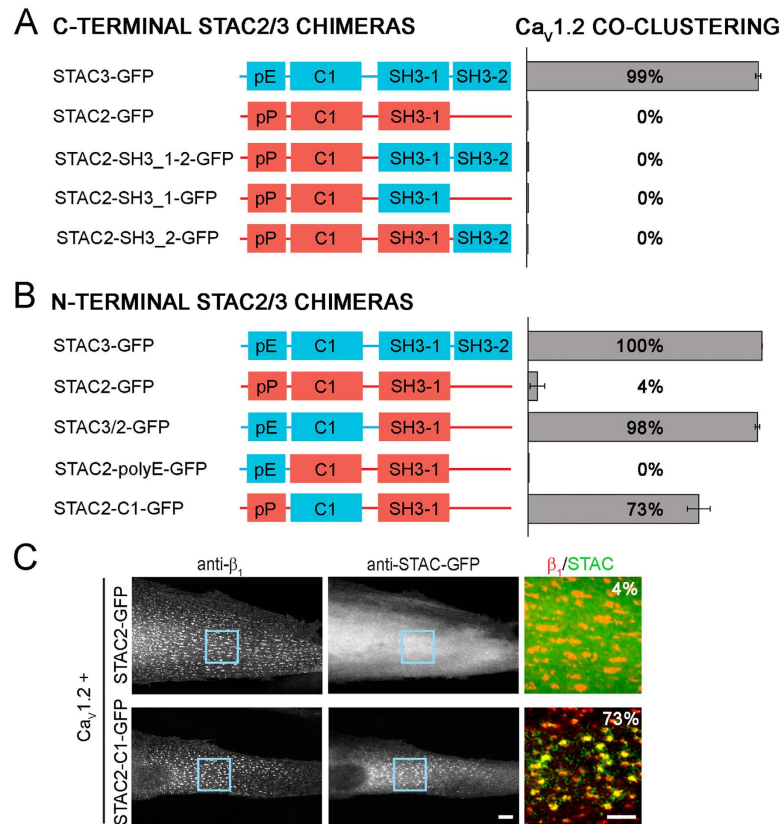 A C-TERMINAL STAC2/3 CHIMERAS CaV1.2 CO-CLUSTERING
STAC3-GFP pE C1 SH3-1 SH3-2 99%
STAC2-GFP pP C1 SH3-1 0%
STAC2-SH3_1-2-GFP pP C1 SH3-1 SH3-2 0%
STAC2-SH3_1-GFP pP C1 SH3-1 0%
STAC2-SH3_2-GFP pP C1 SH3-1 SH3-2 0%
B N-TERMINAL STAC2/3 CHIMERAS
STAC3-GFP pE C1 SH3-1 SH3-2 100%
STAC2-GFP pP C1 SH3-1 4%
STAC3/2-GFP pE C1 SH3-1 98%
STAC2-polyE-GFP pE C1 SH3-1 0%
STAC2-C1-GFP pP C1 SH3-1 73%
C anti-β1 anti-STAC-GFP β1/STAC
CaV1.2 +
STAC2-GFP 4%
STAC2-C1-GFP 73%